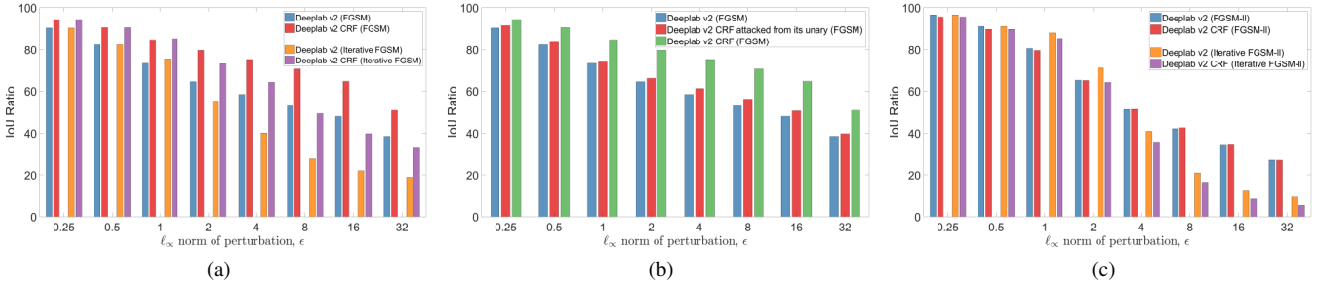 Deeplab v2 (FGSM)
Deeplab v2 CRF (FGSM)
Deeplab v2 (Iterative FGSM)
Deeplab v2 CRF (Iterative FGSM)
IoU Ratio
100
80
60
40
20
0
0.25 0.5 1 2 4 8 16 32
ℓ∞ norm of perturbation, ϵ
(a)
Deeplab v2 (FGSM)
Deeplab v2 CRF attacked from its unary (FGSM)
Deeplab v2 CRF (FGSM)
IoU Ratio
100
80
60
40
20
0
0.25 0.5 1 2 4 8 16 32
ℓ∞ norm of perturbation, ϵ
(b)
Deeplab v2 (FGSM-II)
Deeplab v2 CRF (FGSM-II)
Deeplab v2 (Iterative FGSM-II)
Deeplab v2 CRF (Iterative FGSM-II)
IoU Ratio
100
80
60
40
20
0
0.25 0.5 1 2 4 8 16 32
ℓ∞ norm of perturbation, ϵ
(c)